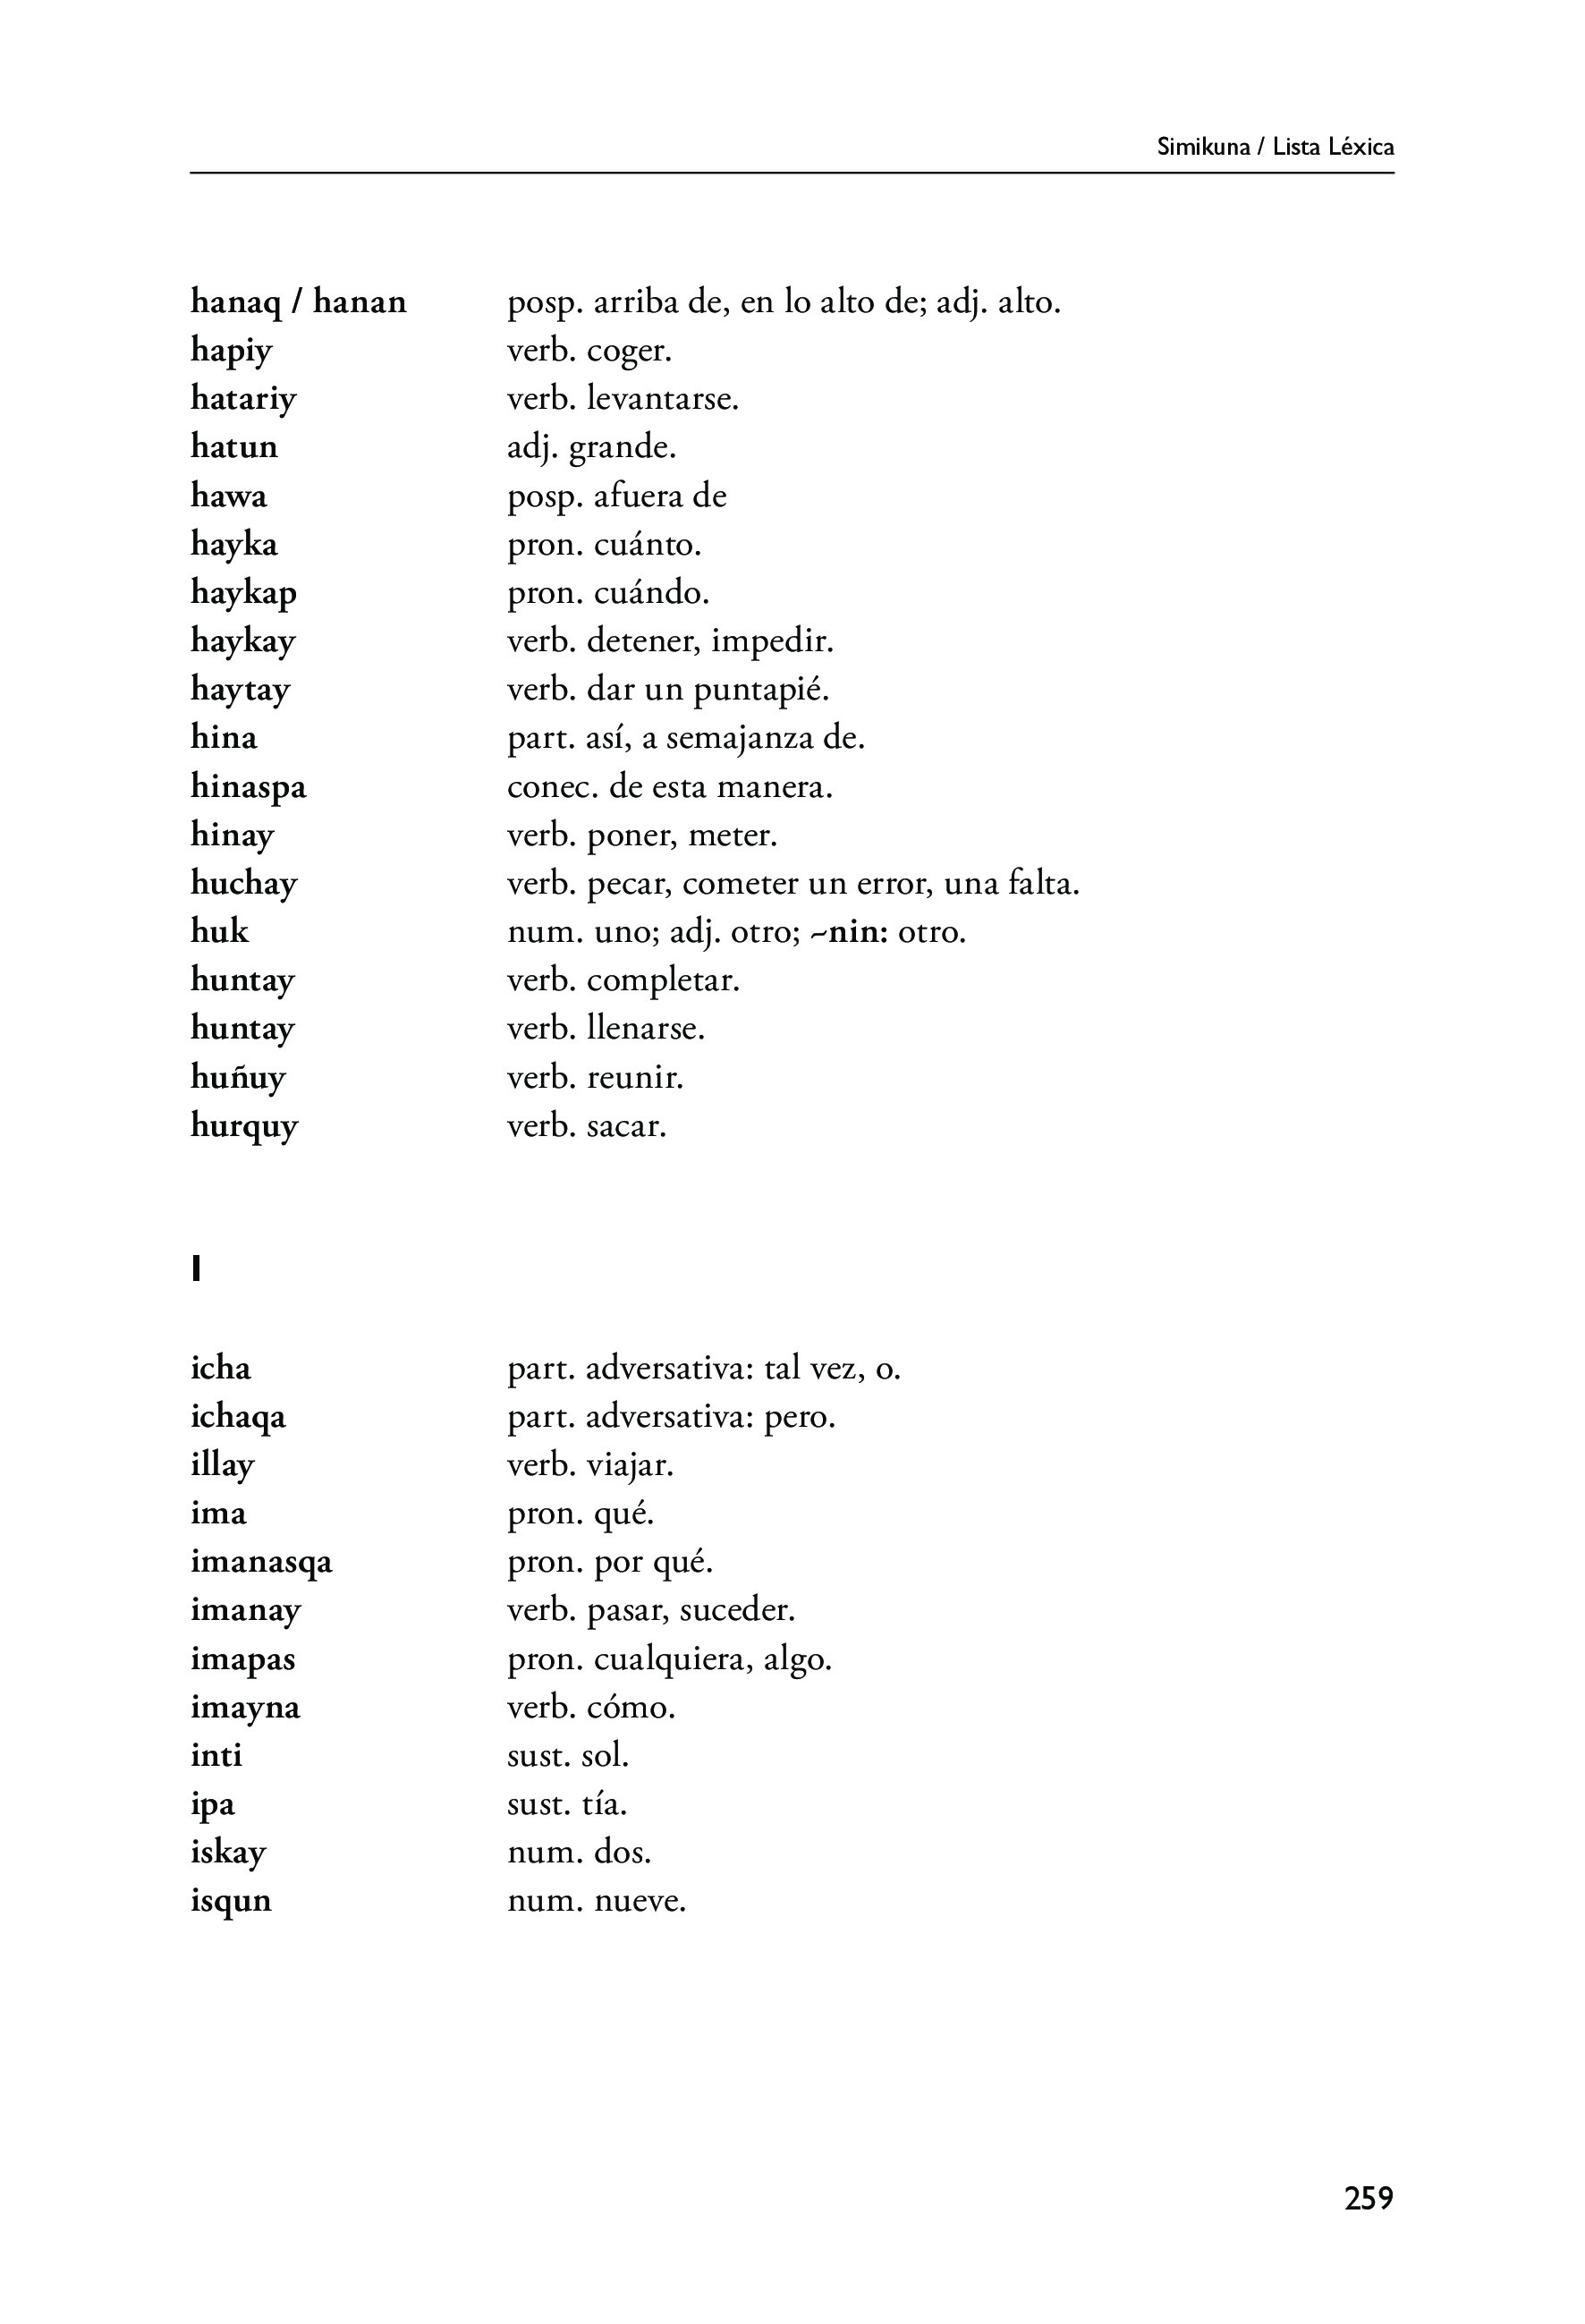 Simikuna / Lista Léxica
hanaq / hanan posp. arriba de, en lo alto de; adj. alto.
hapiy verb. coger.
hatariy verb. levantarse.
hatun adj. grande.
hawa posp. afuera de
hayka pron. cuánto.
haykap pron. cuándo.
haykay verb. detener, impedir.
haytay verb. dar un puntapié.
hina part. así, a semajanza de.
hinaspa conec. de esta manera.
hinay verb. poner, meter.
huchay verb. pecar, cometer un error, una falta.
huk num. uno; adj. otro; ~nin: otro.
huntay verb. completar.
huntay verb. llenarse.
huñuy verb. reunir.
hurquy verb. sacar.
I
icha part. adversativa: tal vez, o.
ichaqa part. adversativa: pero.
illay verb. viajar.
ima pron. qué.
imanasqa pron. por qué.
imanay verb. pasar, suceder.
imapas pron. cualquiera, algo.
imayna verb. cómo.
inti sust. sol.
ipa sust. tía.
iskay num. dos.
isqun num. nueve.
259